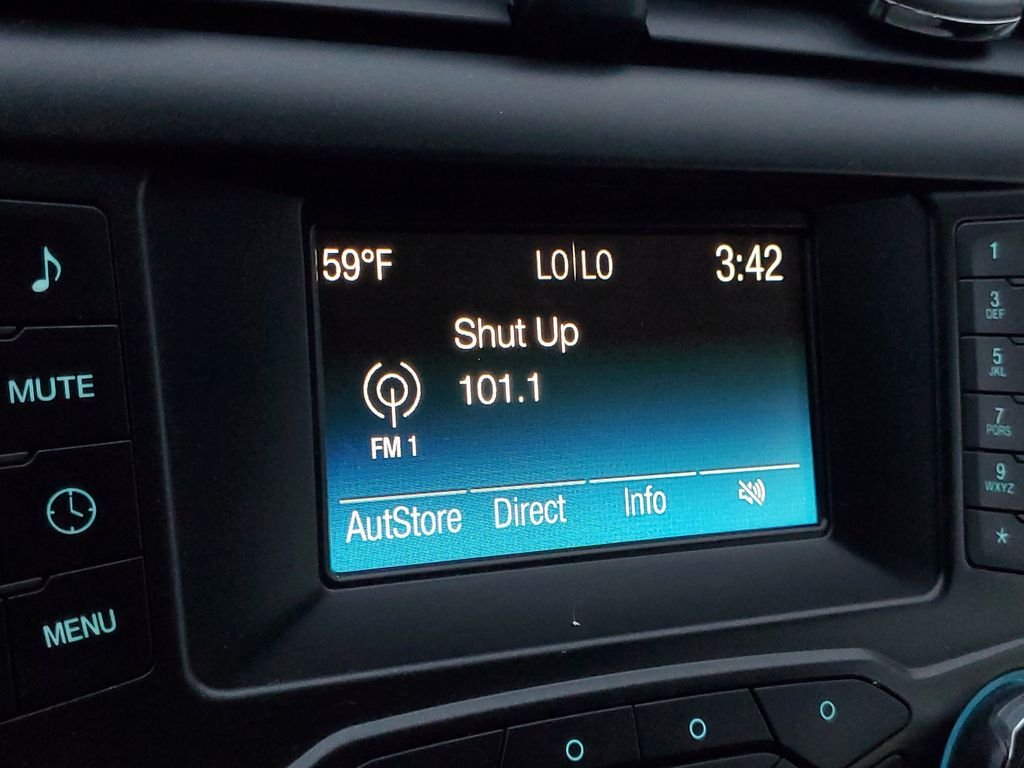 59°F
LO|LO
3:42
Shut Up
101.1
FM 1
AutStore
Direct
Info
MUTE
MENU
1
3
DEF
5
JKL
7
PQRS
9
WXYZ
*